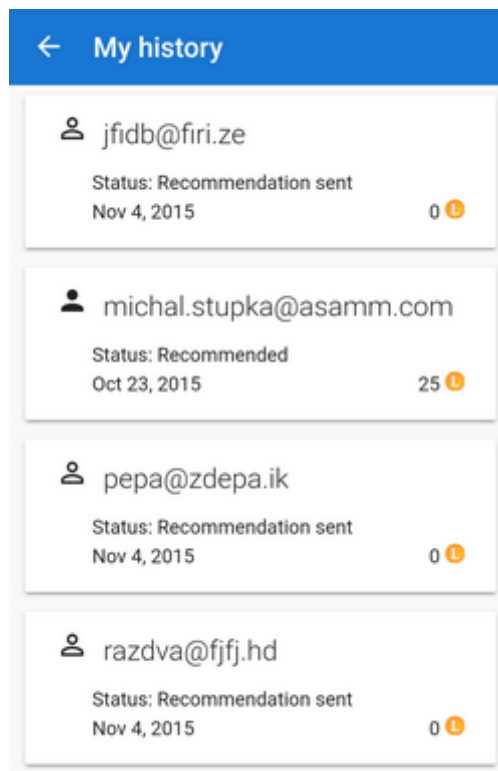 My history
jfidb@firi.ze
Status: Recommendation sent
Nov 4, 2015 0 L
michal.stupka@asamm.com
Status: Recommended
Oct 23, 2015 25 L
pepa@zdepa.ik
Status: Recommendation sent
Nov 4, 2015 0 L
razdva@fjfj.hd
Status: Recommendation sent
Nov 4, 2015 0 L